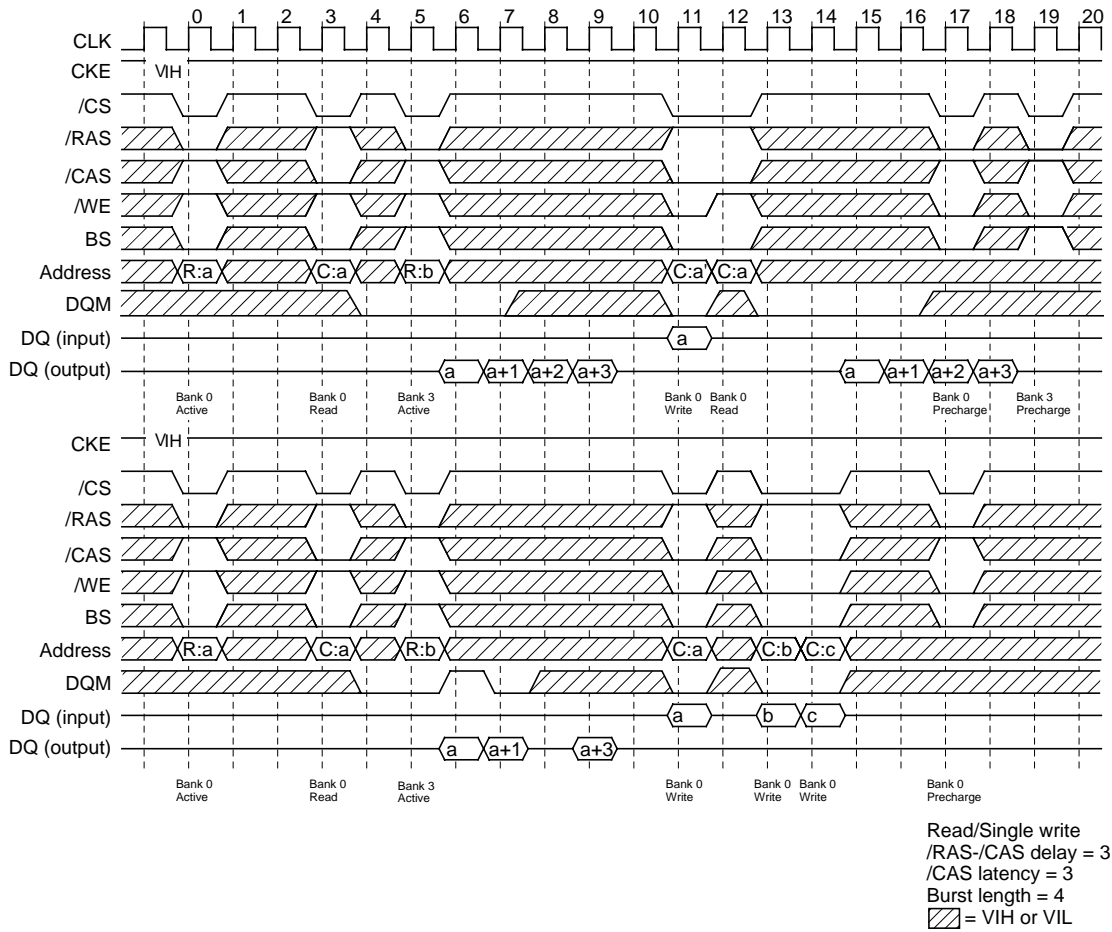 0 1 2 3 4 5 6 7 8 9 10 11 12 13 14 15 16 17 18 19 20
CLK
CKE VIH
/CS
/RAS
/CAS
/WE
BS
Address R:a C:a R:b C:a' C:a
DQM
DQ (input) a
DQ (output) a a+1 a+2 a+3 a a+1 a+2 a+3
Bank 0 Bank 0 Bank 3 Bank 0 Bank 0 Bank 0 Bank 3
Active Read Active Write Read Precharge Precharge
CKE VIH
/CS
/RAS
/CAS
/WE
BS
Address R:a C:a R:b C:a C:b C:c
DQM
DQ (input) a b c
DQ (output) a a+1 a+3
Bank 0 Bank 0 Bank 3 Bank 0 Bank 0 Bank 0 Bank 0
Active Read Active Write Write Write Precharge
Read/Single write
/RAS-/CAS delay = 3
/CAS latency = 3
Burst length = 4
= VIH or VIL